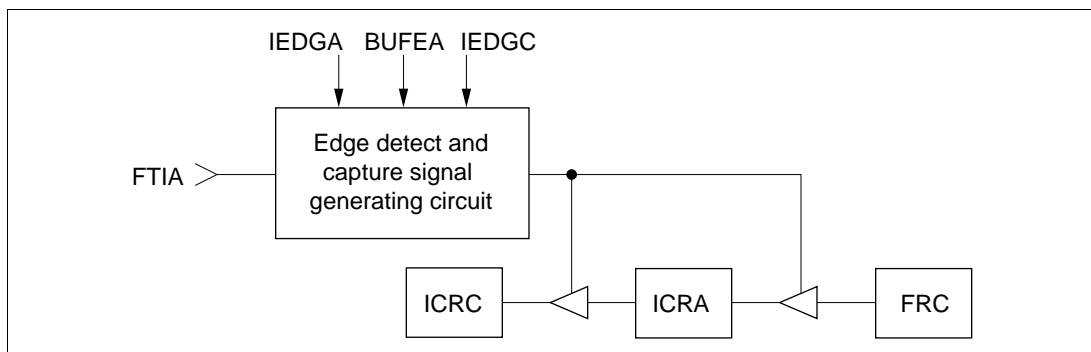 IEDGA BUFEA IEDGC
FTIA
Edge detect and
capture signal
generating circuit
ICRC ICRA FRC